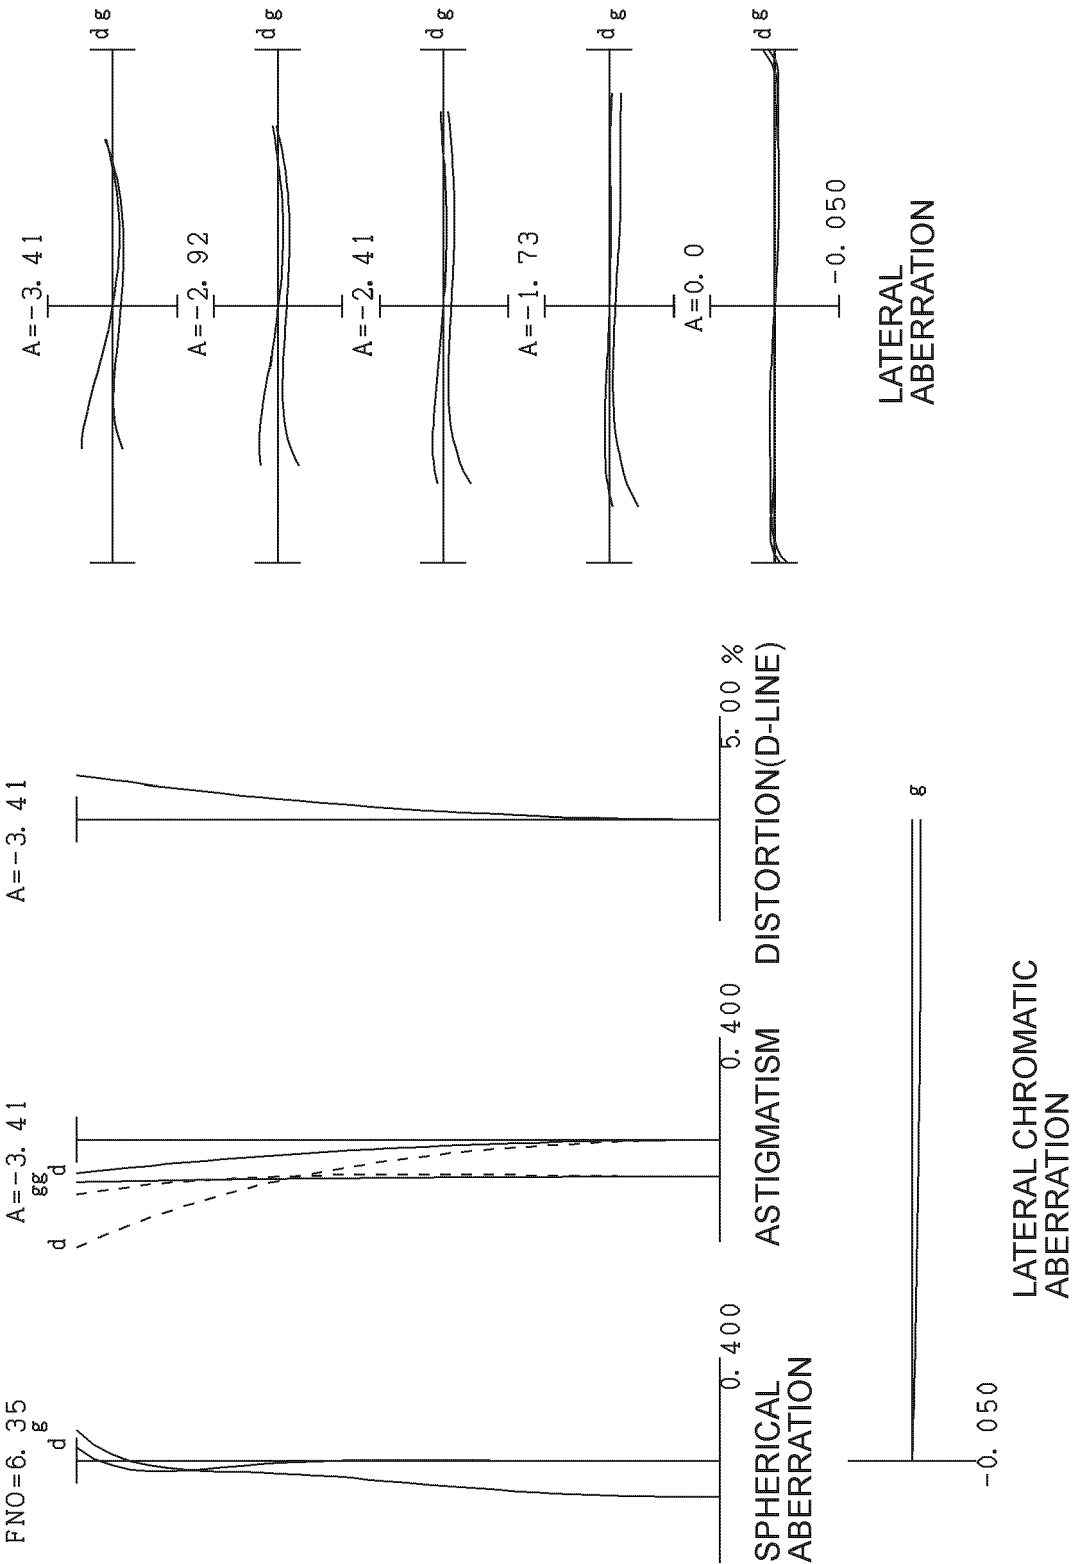 FNO=6. 35
d g
0. 400
SPHERICAL
ABERRATION
A=-3. 41
d gg d
0. 400
ASTIGMATISM
A=-3. 41
5. 00 %
DISTORTION(D-LINE)
g
-0. 050
LATERAL CHROMATIC
ABERRATION
A=-3. 41
d g
A=-2. 92
d g
A=-2. 41
d g
A=-1. 73
d g
A=0. 0
d g
-0. 050
LATERAL
ABERRATION